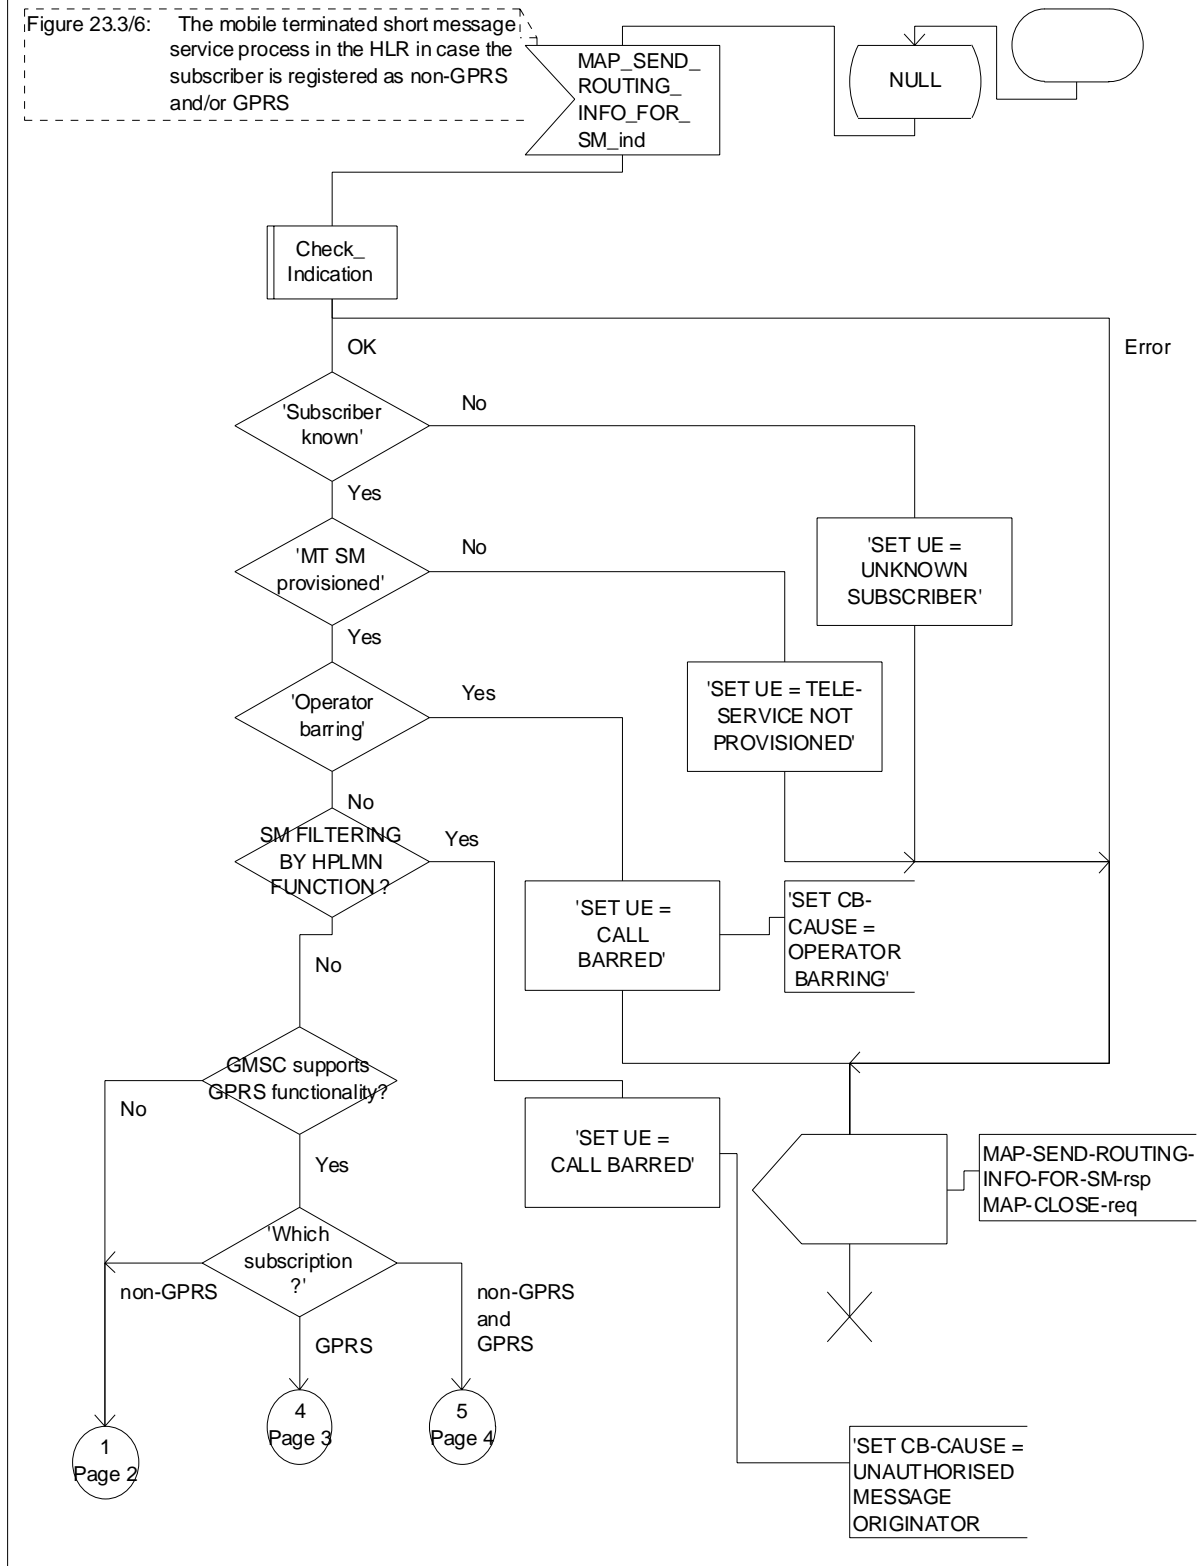 Figure 23.3/6: The mobile terminated short message
service process in the HLR in case the
subscriber is registered as non-GPRS
and/or GPRS
MAP_SEND_
ROUTING_
INFO_FOR_
SM_ind
NULL
Check_
Indication
OK
Error
'Subscriber
known'
No
Yes
'SET UE =
UNKNOWN
SUBSCRIBER'
'MT SM
provisioned'
No
Yes
'SET UE = TELE-
SERVICE NOT
PROVISIONED'
'Operator
barring'
Yes
No
SM FILTERING
BY HPLMN
FUNCTION ?
Yes
No
'SET UE =
CALL
BARRED'
'SET CB-
CAUSE =
OPERATOR
BARRING'
GMSC supports
GPRS functionality?
No
Yes
'SET UE =
CALL BARRED'
MAP-SEND-ROUTING-
INFO-FOR-SM-rsp
MAP-CLOSE-req
'Which
subscription
?'
non-GPRS
GPRS
non-GPRS
and
GPRS
1
Page 2
4
Page 3
5
Page 4
'SET CB-CAUSE =
UNAUTHORISED
MESSAGE
ORIGINATOR